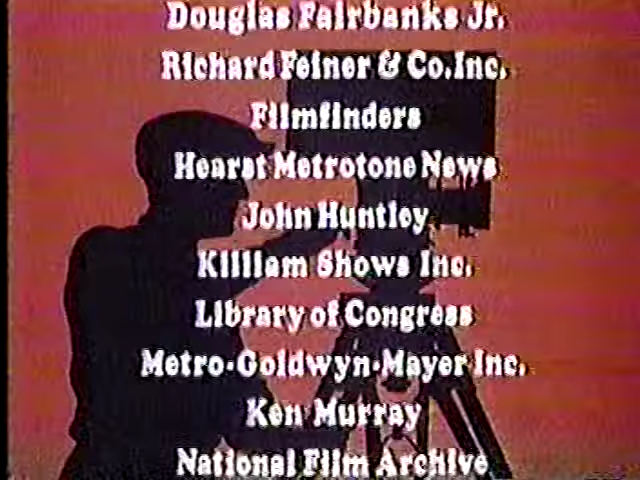 Douglas Fairbanks Jr.
Richard Feiner & Co.Inc.
Filmfinders
Hearst Metrotone News
John Huntley
Killiam Shows Inc.
Library of Congress
Metro-Goldwyn-Mayer Inc.
Ken Murray
National Film Archive